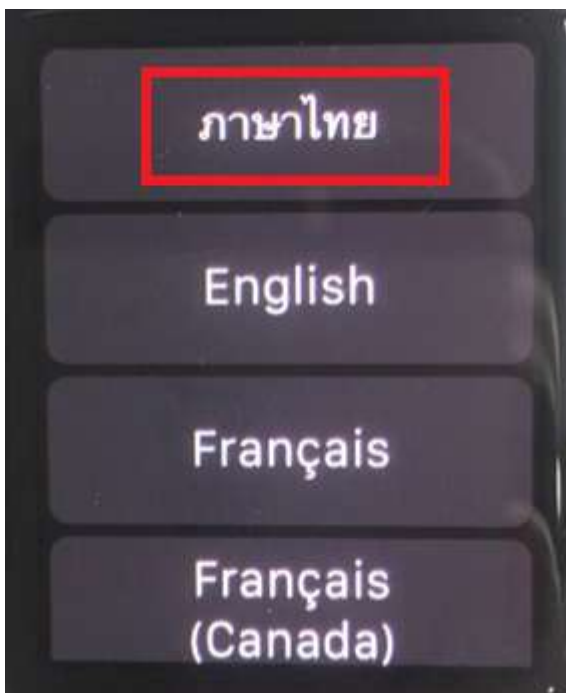 ภาษาไทย
English
Français
Français
(Canada)